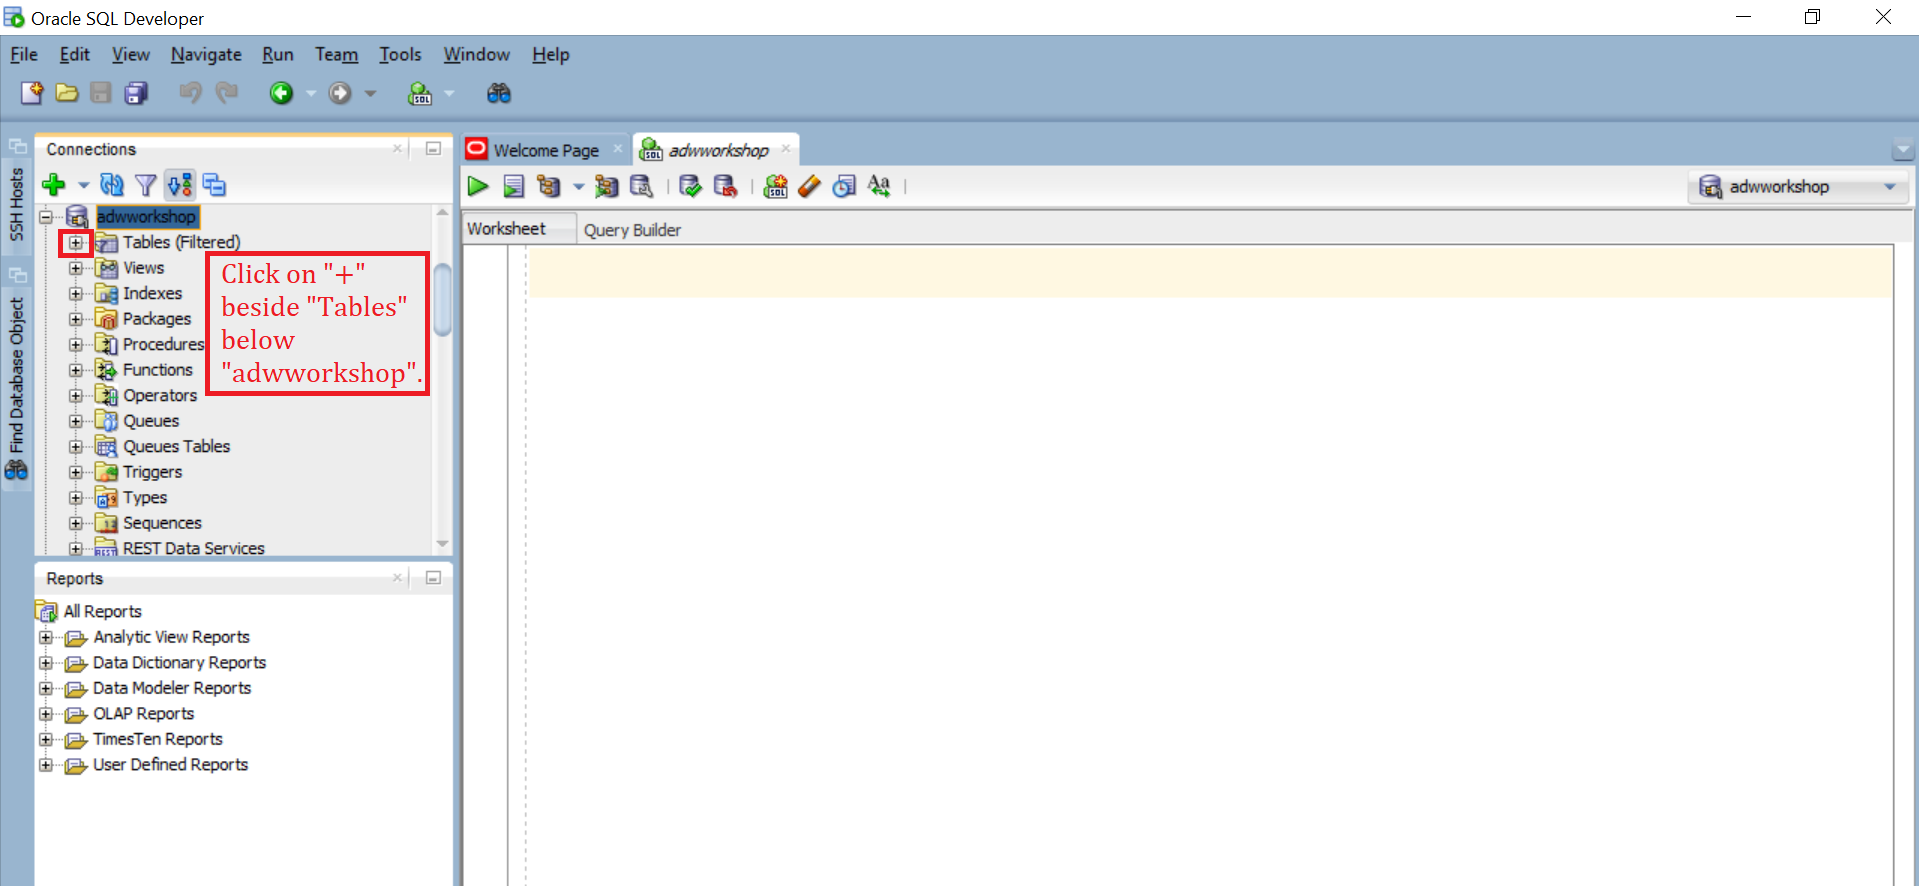 Oracle SQL Developer
File Edit View Navigate Run Team Tools Window Help
SSH Hosts
Find Database Object
Connections
adwworkshop
Tables (Filtered)
Views
Indexes
Packages
Procedures
Functions
Operators
Queues
Queues Tables
Triggers
Types
Sequences
REST Data Services
Click on "+"
beside "Tables"
below
"adwworkshop".
Reports
All Reports
Analytic View Reports
Data Dictionary Reports
Data Modeler Reports
OLAP Reports
TimesTen Reports
User Defined Reports
Welcome Page
adwworkshop
adwworkshop
Worksheet Query Builder